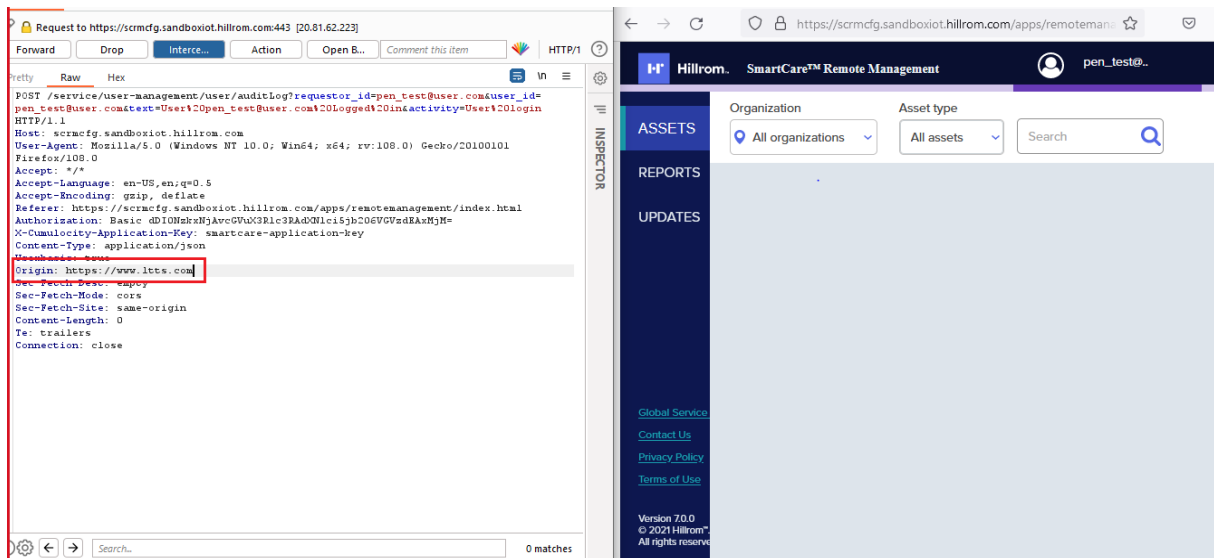 Request to https://scrmcfg.sandboxiot.hillrom.com:443 [20.81.62.223]
Forward Drop Interce... Action Open B... Comment this item HTTP/1
Pretty Raw Hex \n
POST /service/user-management/user/auditLog?requestor_id=pen_test@user.com&user_id=
pen_test@user.com&text=User%20pen_test@user.com%20Logged%20in&activity=User%20login
HTTP/1.1
Host: scrmcfg.sandboxiot.hillrom.com
User-Agent: Mozilla/5.0 (Windows NT 10.0; Win64; x64; rv:108.0) Gecko/20100101
Firefox/108.0
Accept: */*
Accept-Language: en-US,en;q=0.5
Accept-Encoding: gzip, deflate
Referer: https://scrmcfg.sandboxiot.hillrom.com/apps/remotemanagement/index.html
Authorization: Basic
X-Cumulocity-Application-Key: smartcare-application-key
Content-Type: application/json
Usexbasic: true
Origin: https://www.ltts.com
Sec-Fetch-Dest: empty
Sec-Fetch-Mode: cors
Sec-Fetch-Site: same-origin
Content-Length: 0
Te: trailers
Connection: close
Search...
0 matches
INSPECTOR
https://scrmcfg.sandboxiot.hillrom.com/apps/remotemana
Hillrom™ SmartCare™ Remote Management
pen_test@..
Organization Asset type
All organizations All assets Search
ASSETS
REPORTS
UPDATES
Global Service
Contact Us
Privacy Policy
Terms of Use
Version 7.0.0
© 2021 Hillrom™.
All rights reserve